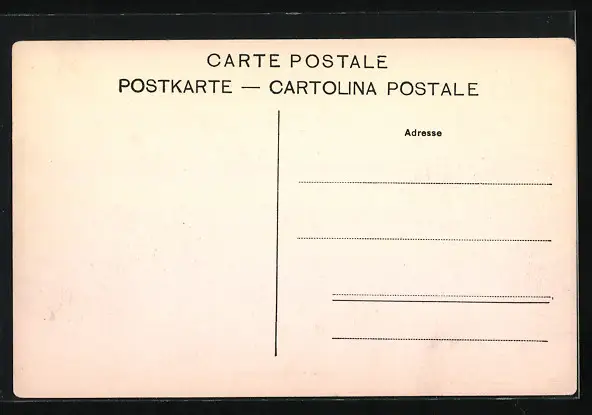 CARTE POSTALE
POSTKARTE — CARTOLINA POSTALE
Adresse